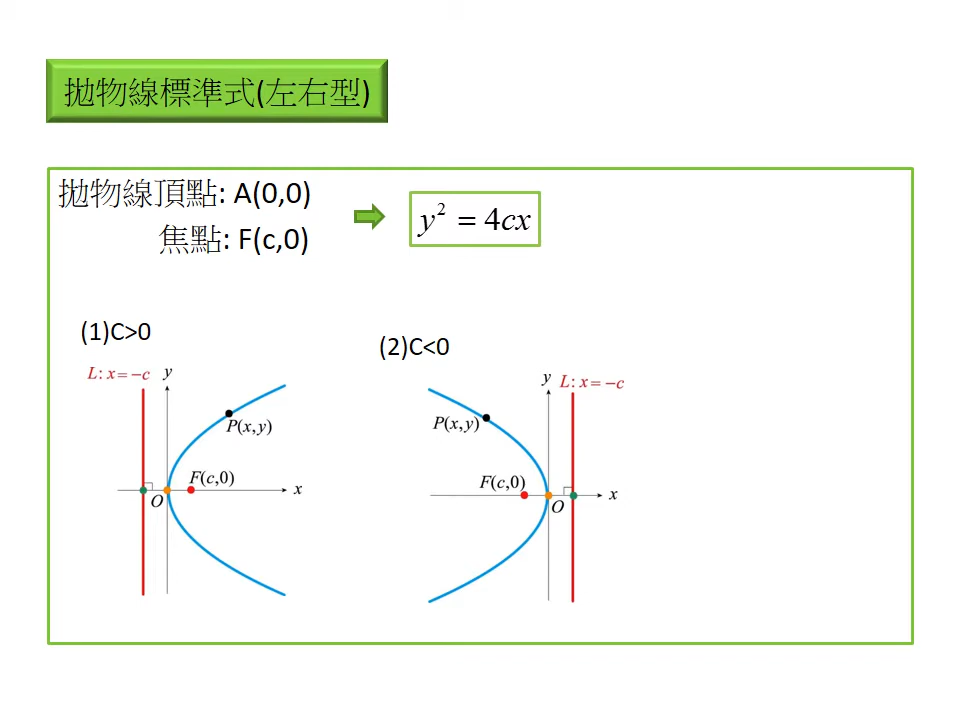 拋物線標準式(左右型)
拋物線頂點: A(0,0)
焦點: F(c,0)
y² = 4cx
(1)C>0
L: x = −c
y
P(x,y)
F(c,0)
x
O
(2)C<0
y
L: x = −c
P(x,y)
F(c,0)
x
O